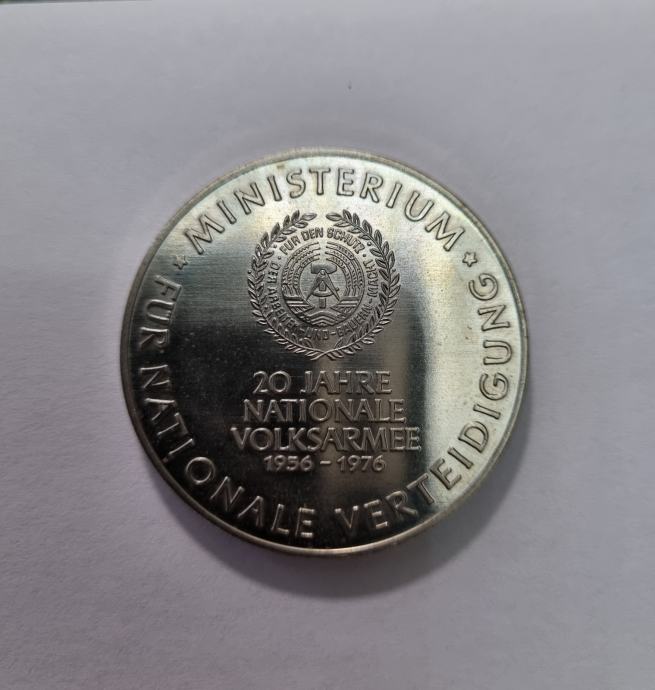 MINISTERIUM
FÜR NATIONALE VERTEIDIGUNG
FÜR DEN SCHUTZ · DER ARBEITER-UND-BAUERN-MACHT ·
20 JAHRE
NATIONALE
VOLKSARMEE
1956 - 1976